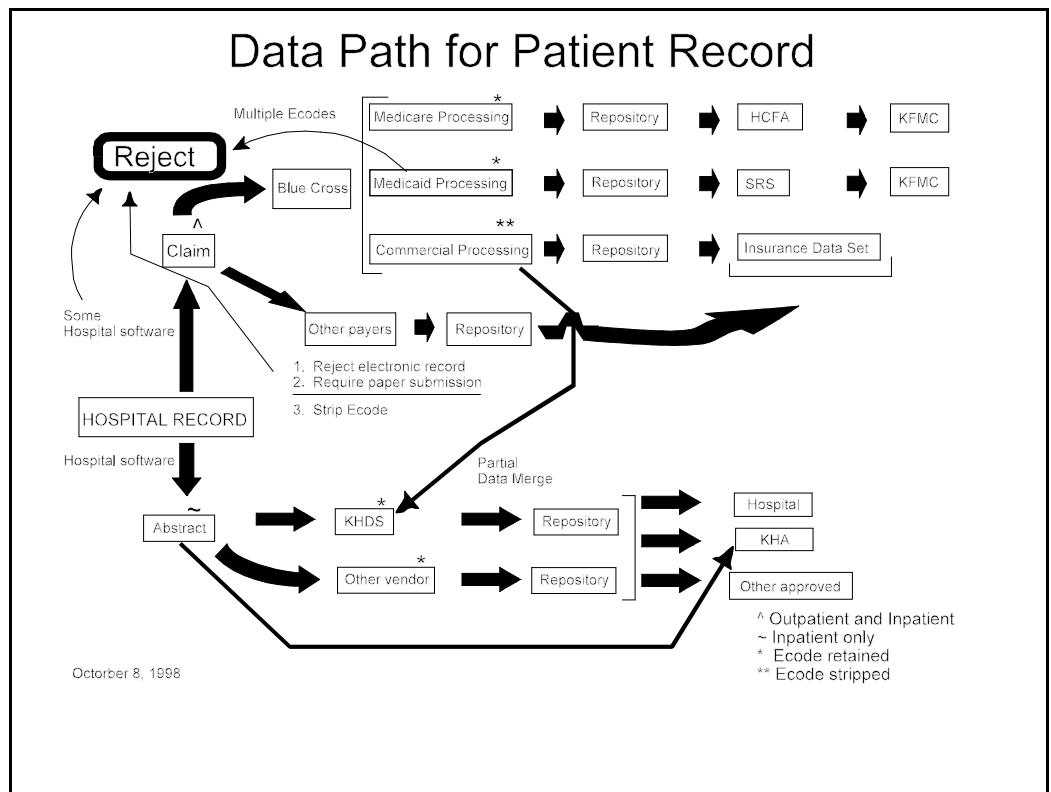 Data Path for Patient Record
Multiple Ecodes
*
Medicare Processing
Repository
HCFA
KFMC
Reject
Blue Cross
*
Medicaid Processing
Repository
SRS
KFMC
^
Claim
**
Commercial Processing
Repository
Insurance Data Set
Some
Hospital software
Other payers
Repository
1. Reject electronic record
2. Require paper submission
3. Strip Ecode
HOSPITAL RECORD
Hospital software
Partial
Data Merge
~
Abstract
*
KHDS
Repository
Hospital
KHA
*
Other vendor
Repository
Other approved
^ Outpatient and Inpatient
~ Inpatient only
* Ecode retained
** Ecode stripped
Octorber 8, 1998